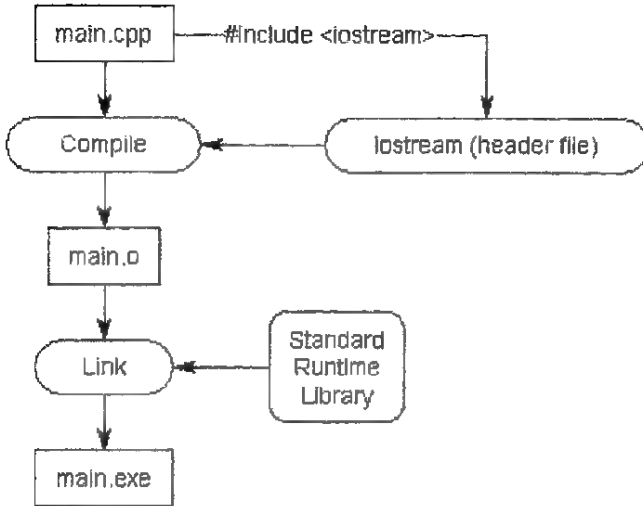 main.cpp
#include <iostream>
Compile
iostream (header file)
main.o
Link
Standard
Runtime
Library
main.exe